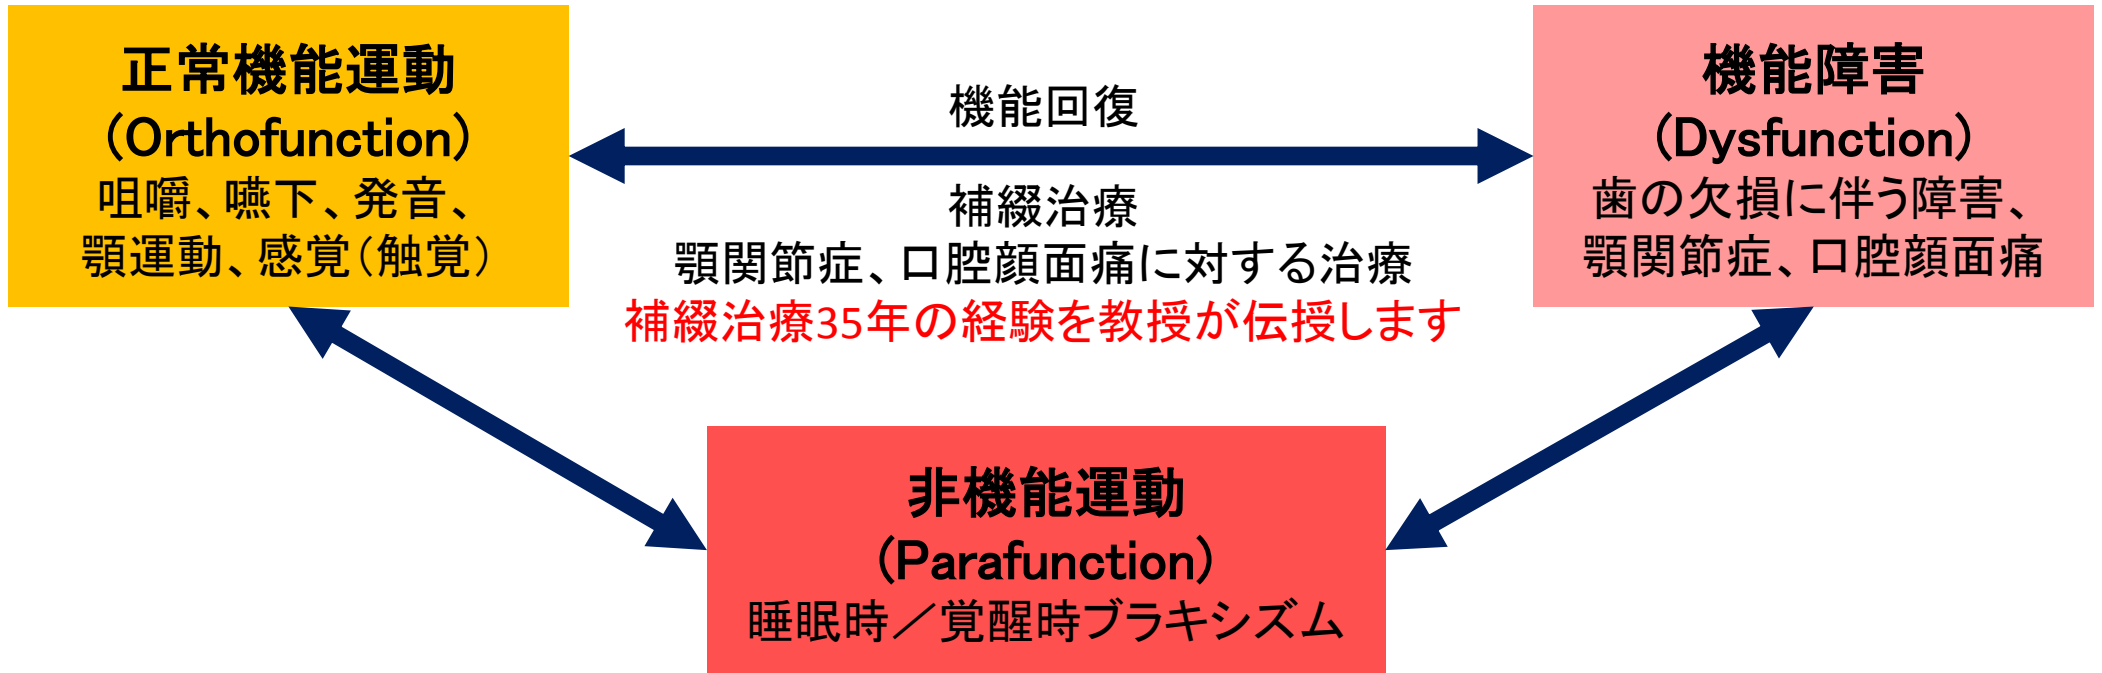 正常機能運動
(Orthofunction)
咀嚼、嚥下、発音、
顎運動、感覚（触覚）
機能回復
補綴治療
顎関節症、口腔顔面痛に対する治療
補綴治療35年の経験を教授が伝授します
機能障害
(Dysfunction)
歯の欠損に伴う障害、
顎関節症、口腔顔面痛
非機能運動
(Parafunction)
睡眠時／覚醒時ブラキシズム